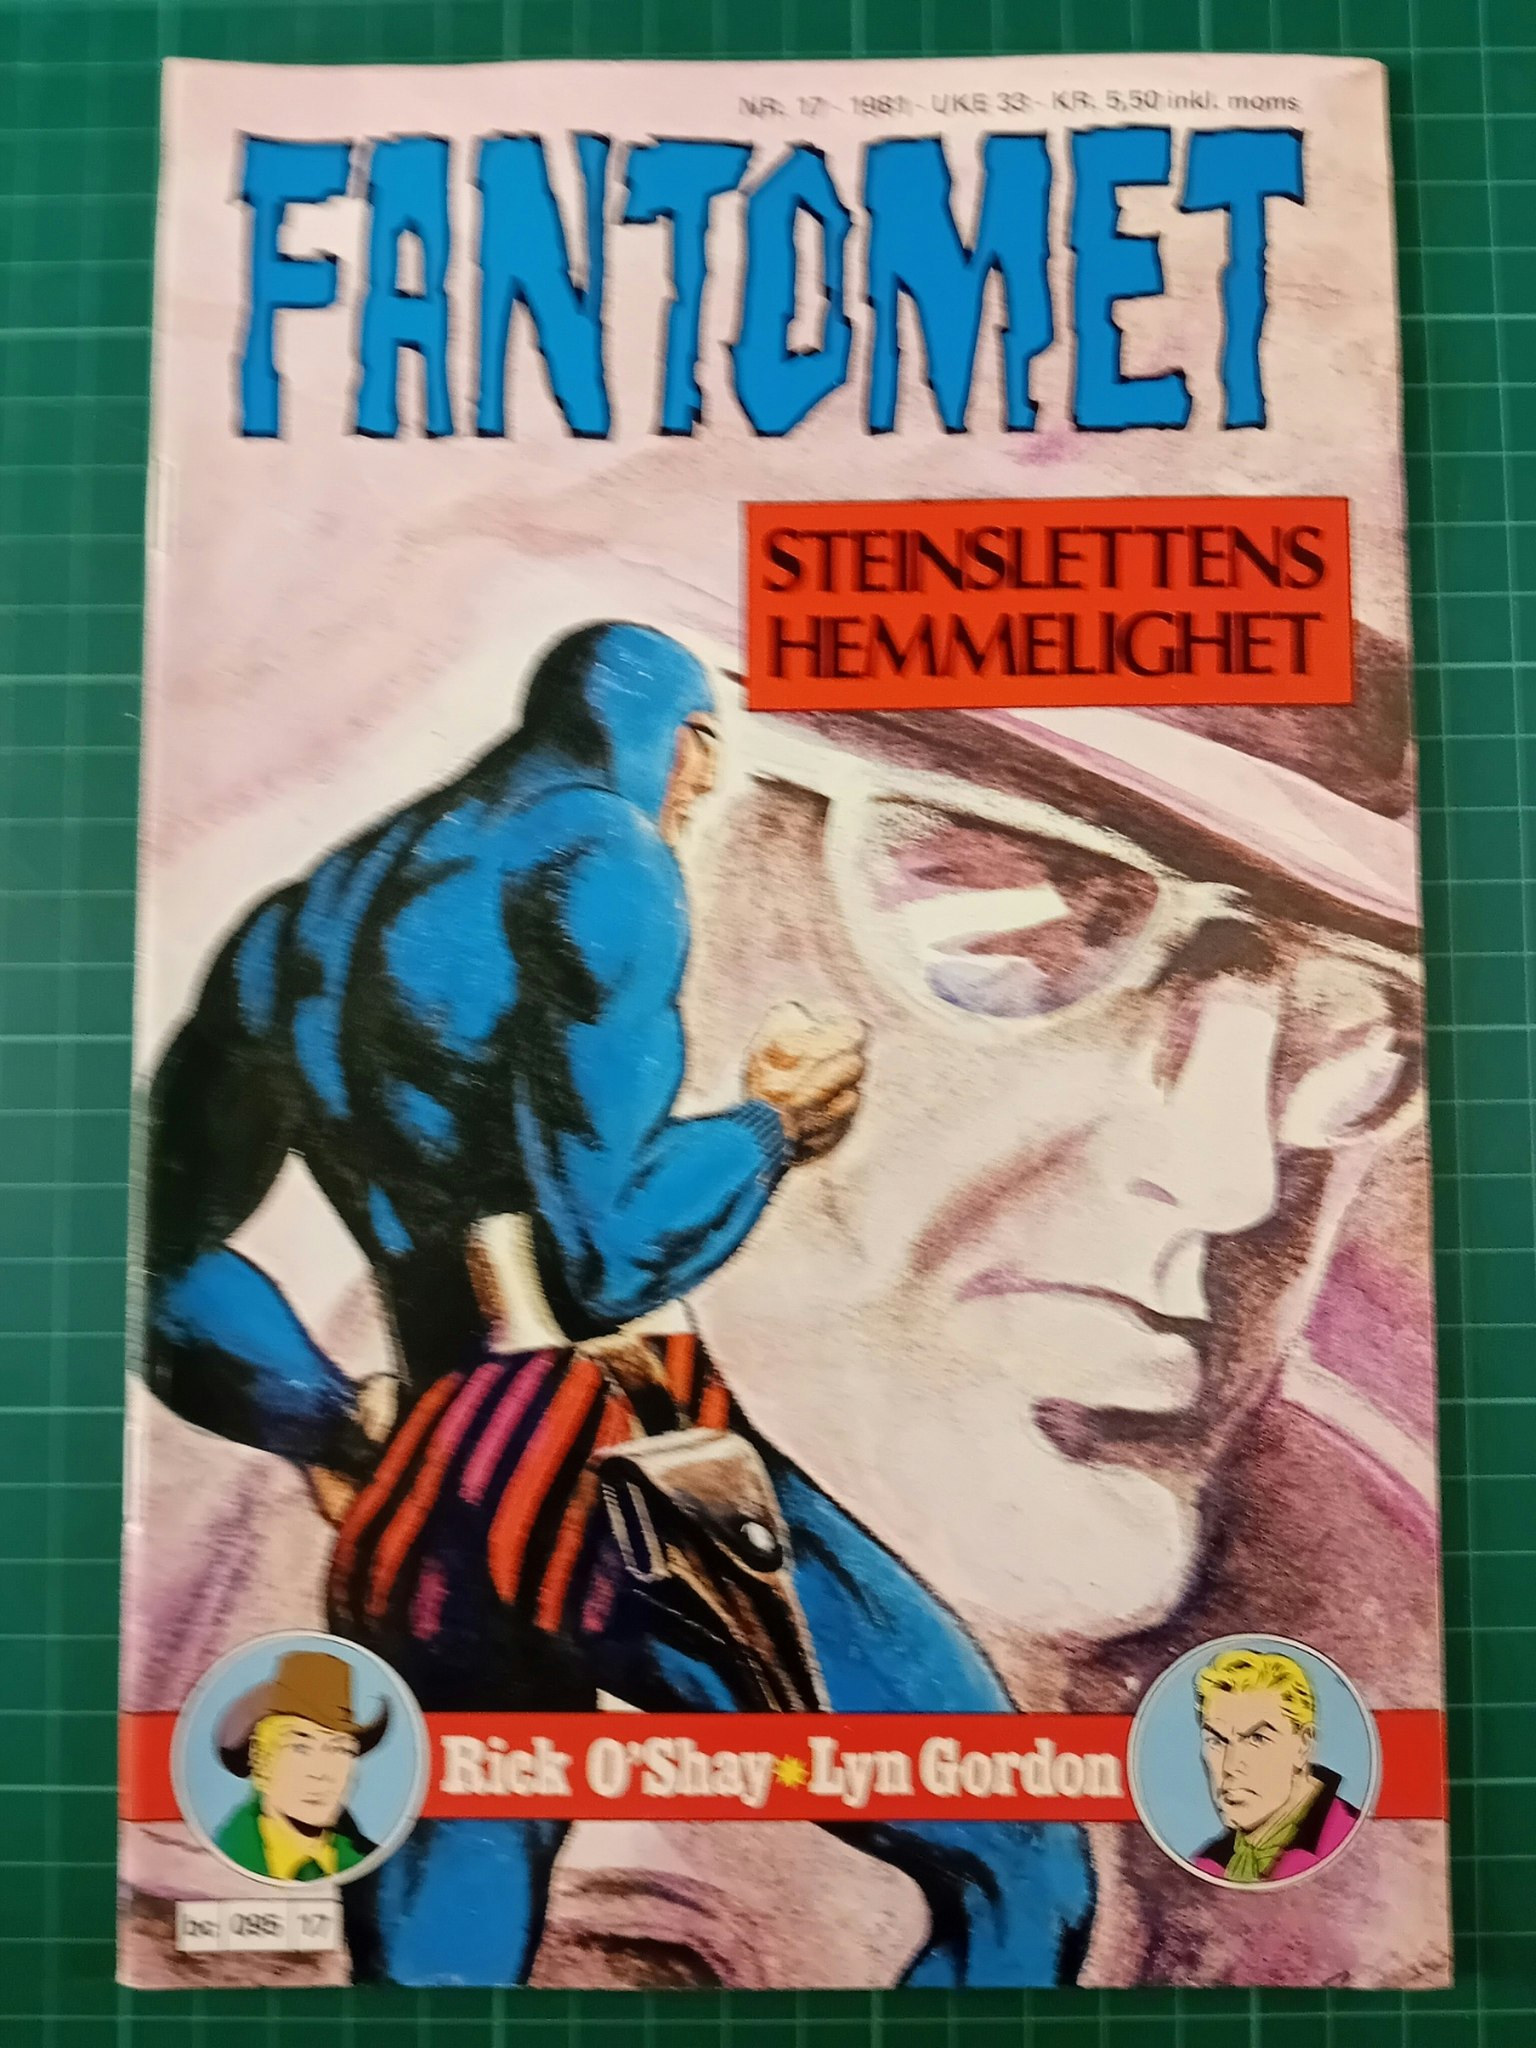 NR. 17 - 1981 - UKE 33 - KR. 5,50 inkl. moms
FANTOMET
STEINSLETTENS
HEMMELIGHET
Rick O'Shay * Lyn Gordon
bc 095 17